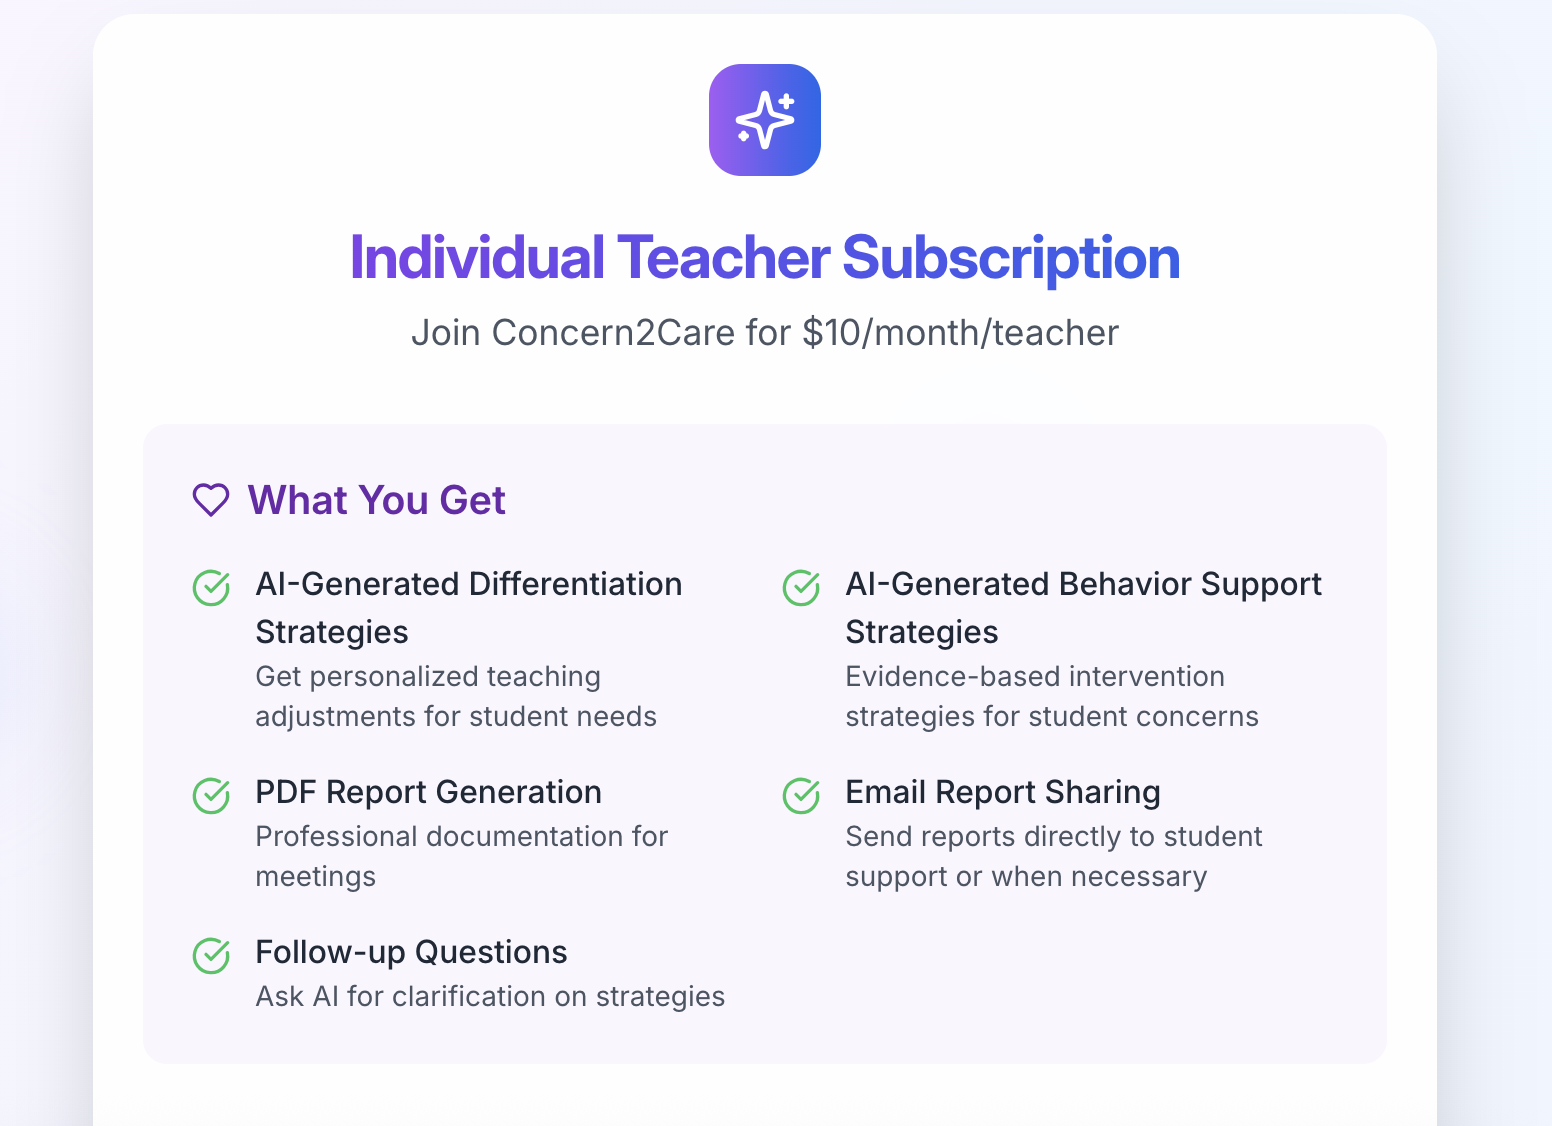 Individual Teacher Subscription
Join Concern2Care for $10/month/teacher
What You Get
AI-Generated Differentiation
Strategies
Get personalized teaching
adjustments for student needs
AI-Generated Behavior Support
Strategies
Evidence-based intervention
strategies for student concerns
PDF Report Generation
Professional documentation for
meetings
Email Report Sharing
Send reports directly to student
support or when necessary
Follow-up Questions
Ask AI for clarification on strategies